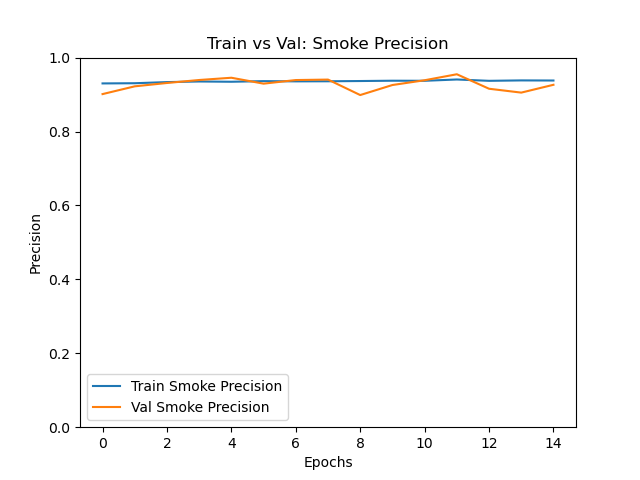 Train vs Val: Smoke Precision
1.0
0.8
0.6
0.4
0.2
0.0
Precision
Train Smoke Precision
Val Smoke Precision
0 2 4 6 8 10 12 14
Epochs